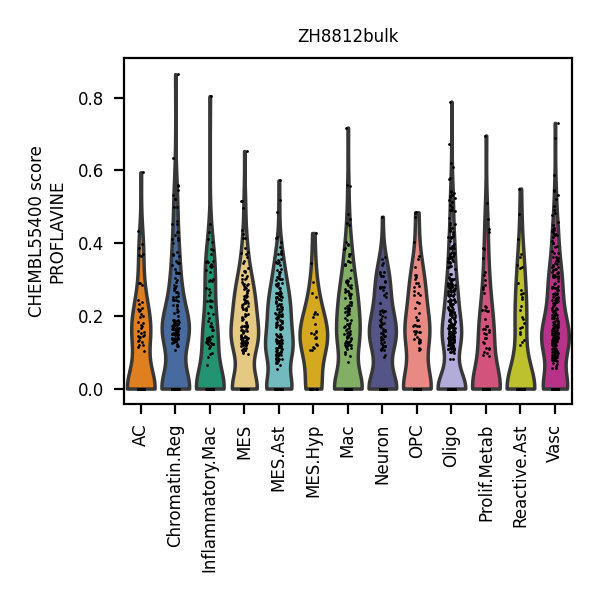 ZH8812bulk
CHEMBL55400 score
PROFLAVINE
0.8
0.6
0.4
0.2
0.0
AC
Chromatin.Reg
Inflammatory.Mac
MES
MES.Ast
MES.Hyp
Mac
Neuron
OPC
Oligo
Prolif.Metab
Reactive.Ast
Vasc